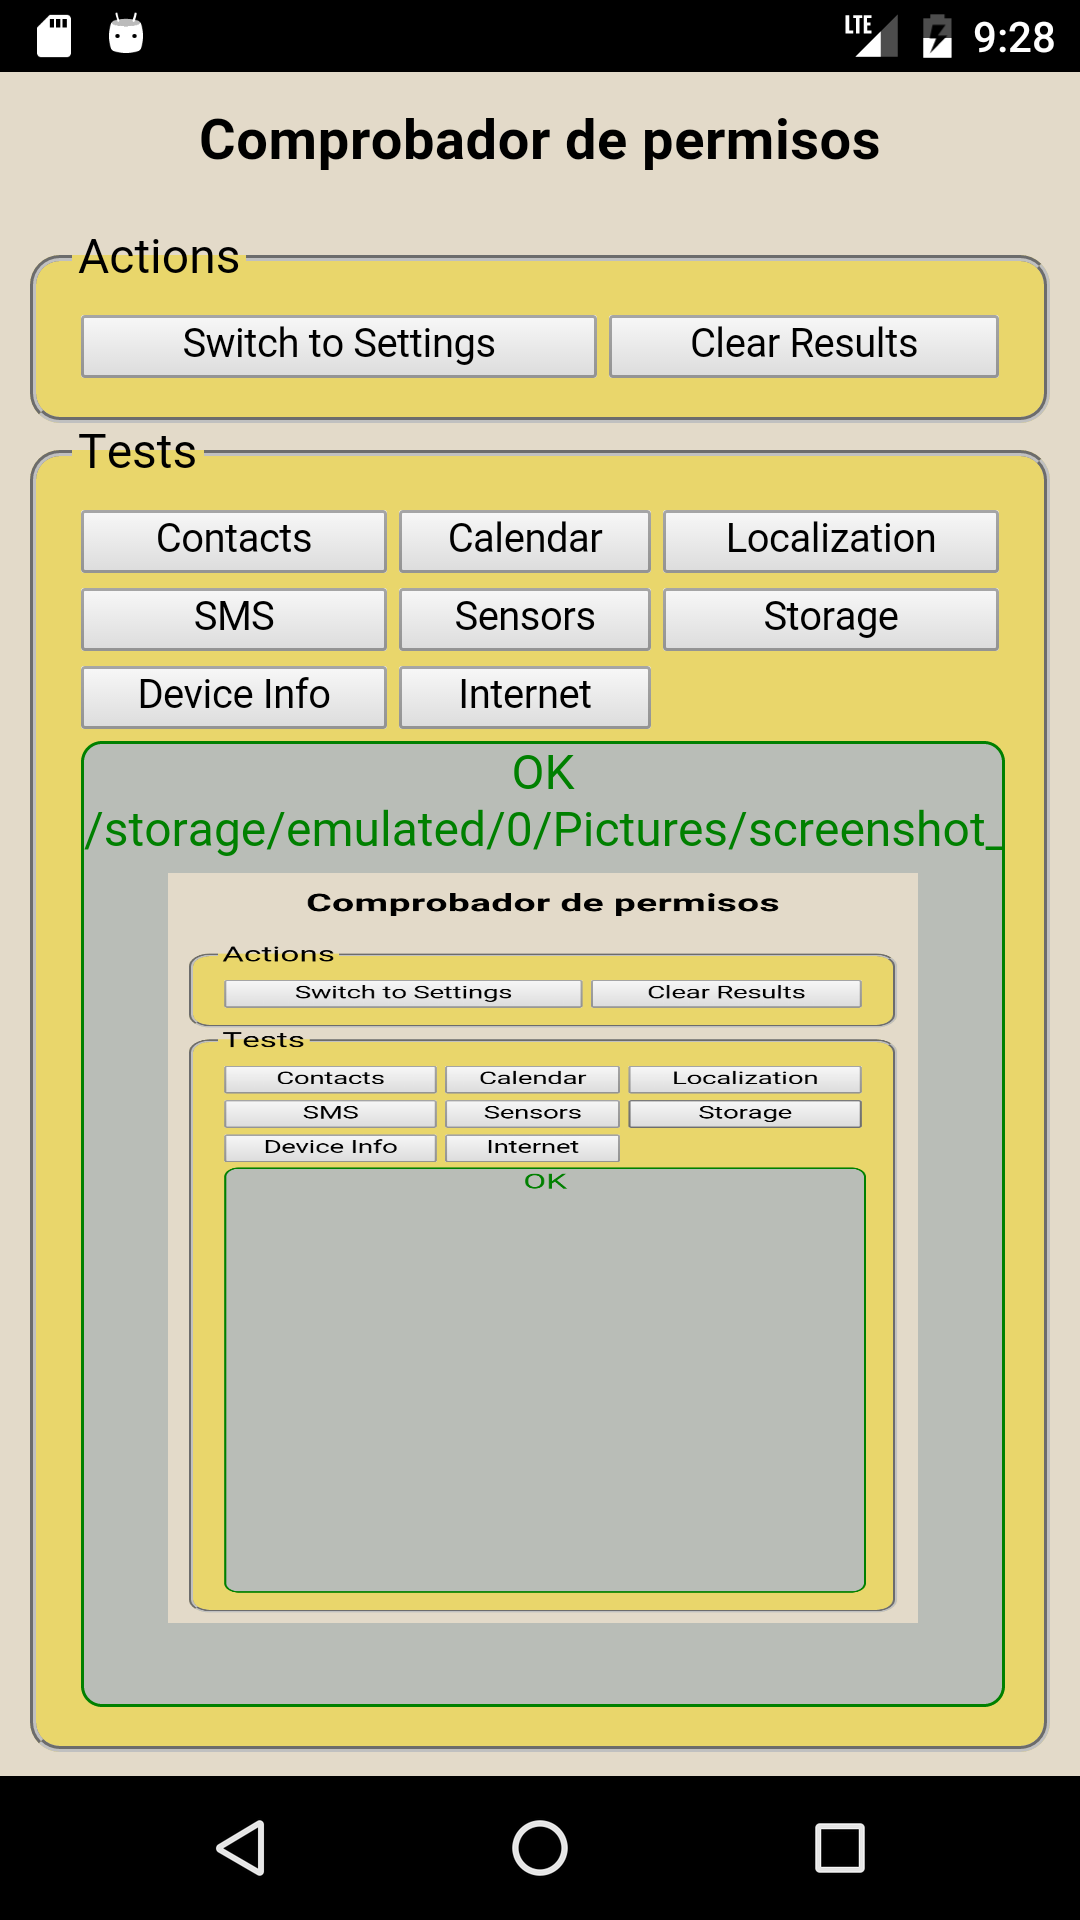 LTE 9:28
Comprobador de permisos
Actions
Switch to Settings Clear Results
Tests
Contacts Calendar Localization
SMS Sensors Storage
Device Info Internet
OK
/storage/emulated/0/Pictures/screenshot_
Comprobador de permisos
Actions
Switch to Settings Clear Results
Tests
Contacts Calendar Localization
SMS Sensors Storage
Device Info Internet
OK